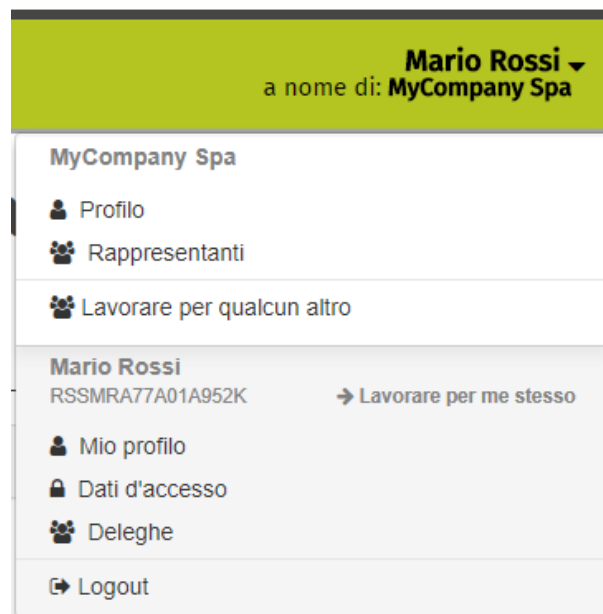 Mario Rossi
a nome di: MyCompany Spa
MyCompany Spa
Profilo
Rappresentanti
Lavorare per qualcun altro
Mario Rossi
RSSMRA77A01A952K Lavorare per me stesso
Mio profilo
Dati d'accesso
Deleghe
Logout